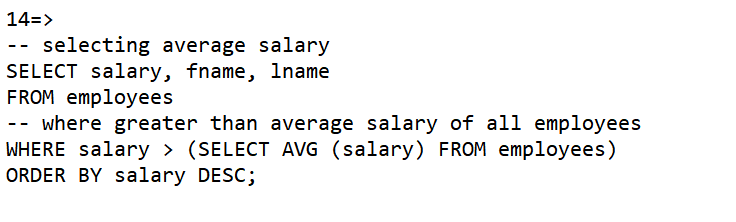 14=>
-- selecting average salary
SELECT salary, fname, lname
FROM employees
-- where greater than average salary of all employees
WHERE salary > (SELECT AVG (salary) FROM employees)
ORDER BY salary DESC;